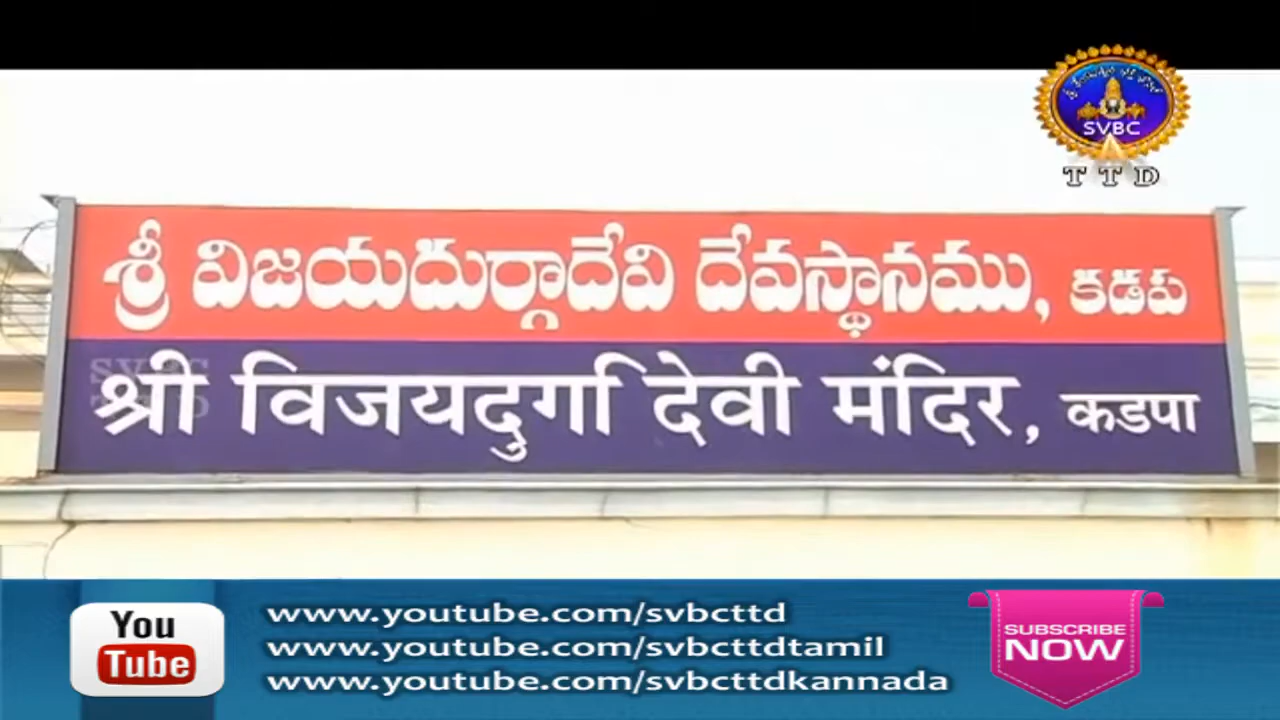 SVBC
T T D
శ్రీ విజయదుర్గాదేవి దేవస్థానము, కడప
SVBC
TTD
श्री विजयदुर्गा देवी मंदिर, कडपा
You
Tube
www.youtube.com/svbcttd
www.youtube.com/svbcttdtamil
www.youtube.com/svbcttdkannada
SUBSCRIBE
NOW